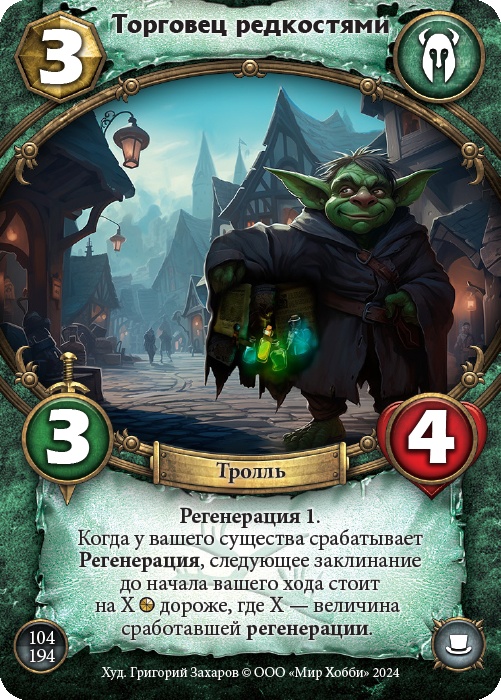 Торговец редкостями
3
3
4
Тролль
Регенерация 1.
Когда у вашего существа срабатывает
Регенерация, следующее заклинание
до начала вашего хода стоит
на X дороже, где X — величина
сработавшей регенерации.
104
194
Худ. Григорий Захаров © ООО «Мир Хобби» 2024